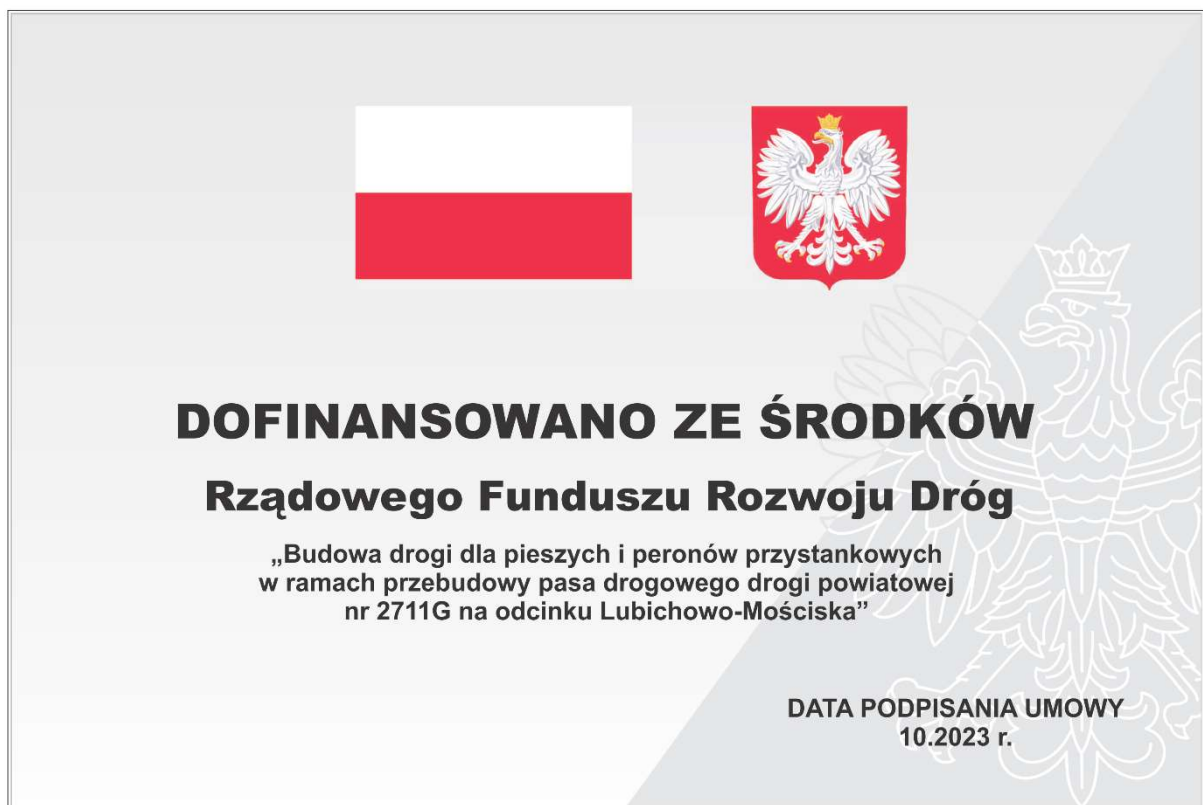 DOFINANSOWANO ZE ŚRODKÓW
Rządowego Funduszu Rozwoju Dróg
„Budowa drogi dla pieszych i peronów przystankowych
w ramach przebudowy pasa drogowego drogi powiatowej
nr 2711G na odcinku Lubichowo-Mościska”
DATA PODPISANIA UMOWY
10.2023 r.